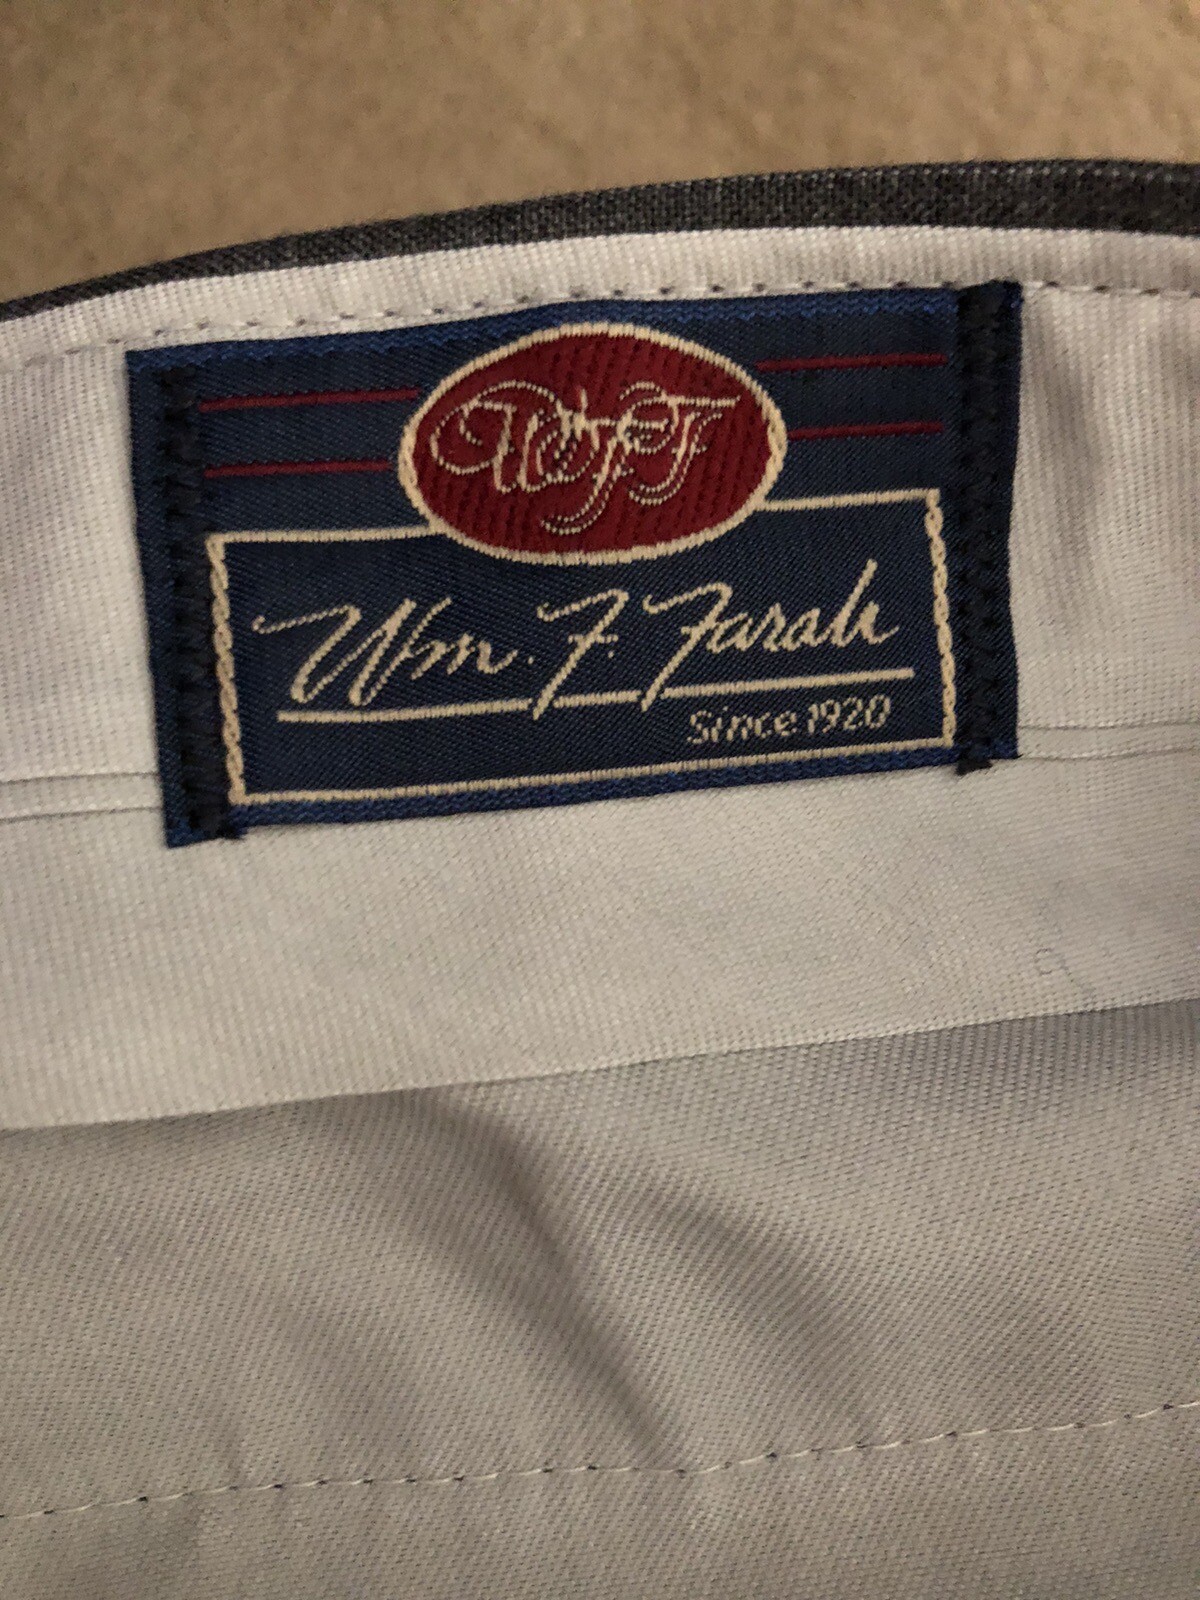 WFF
Wm. F. Farah
Since 1920